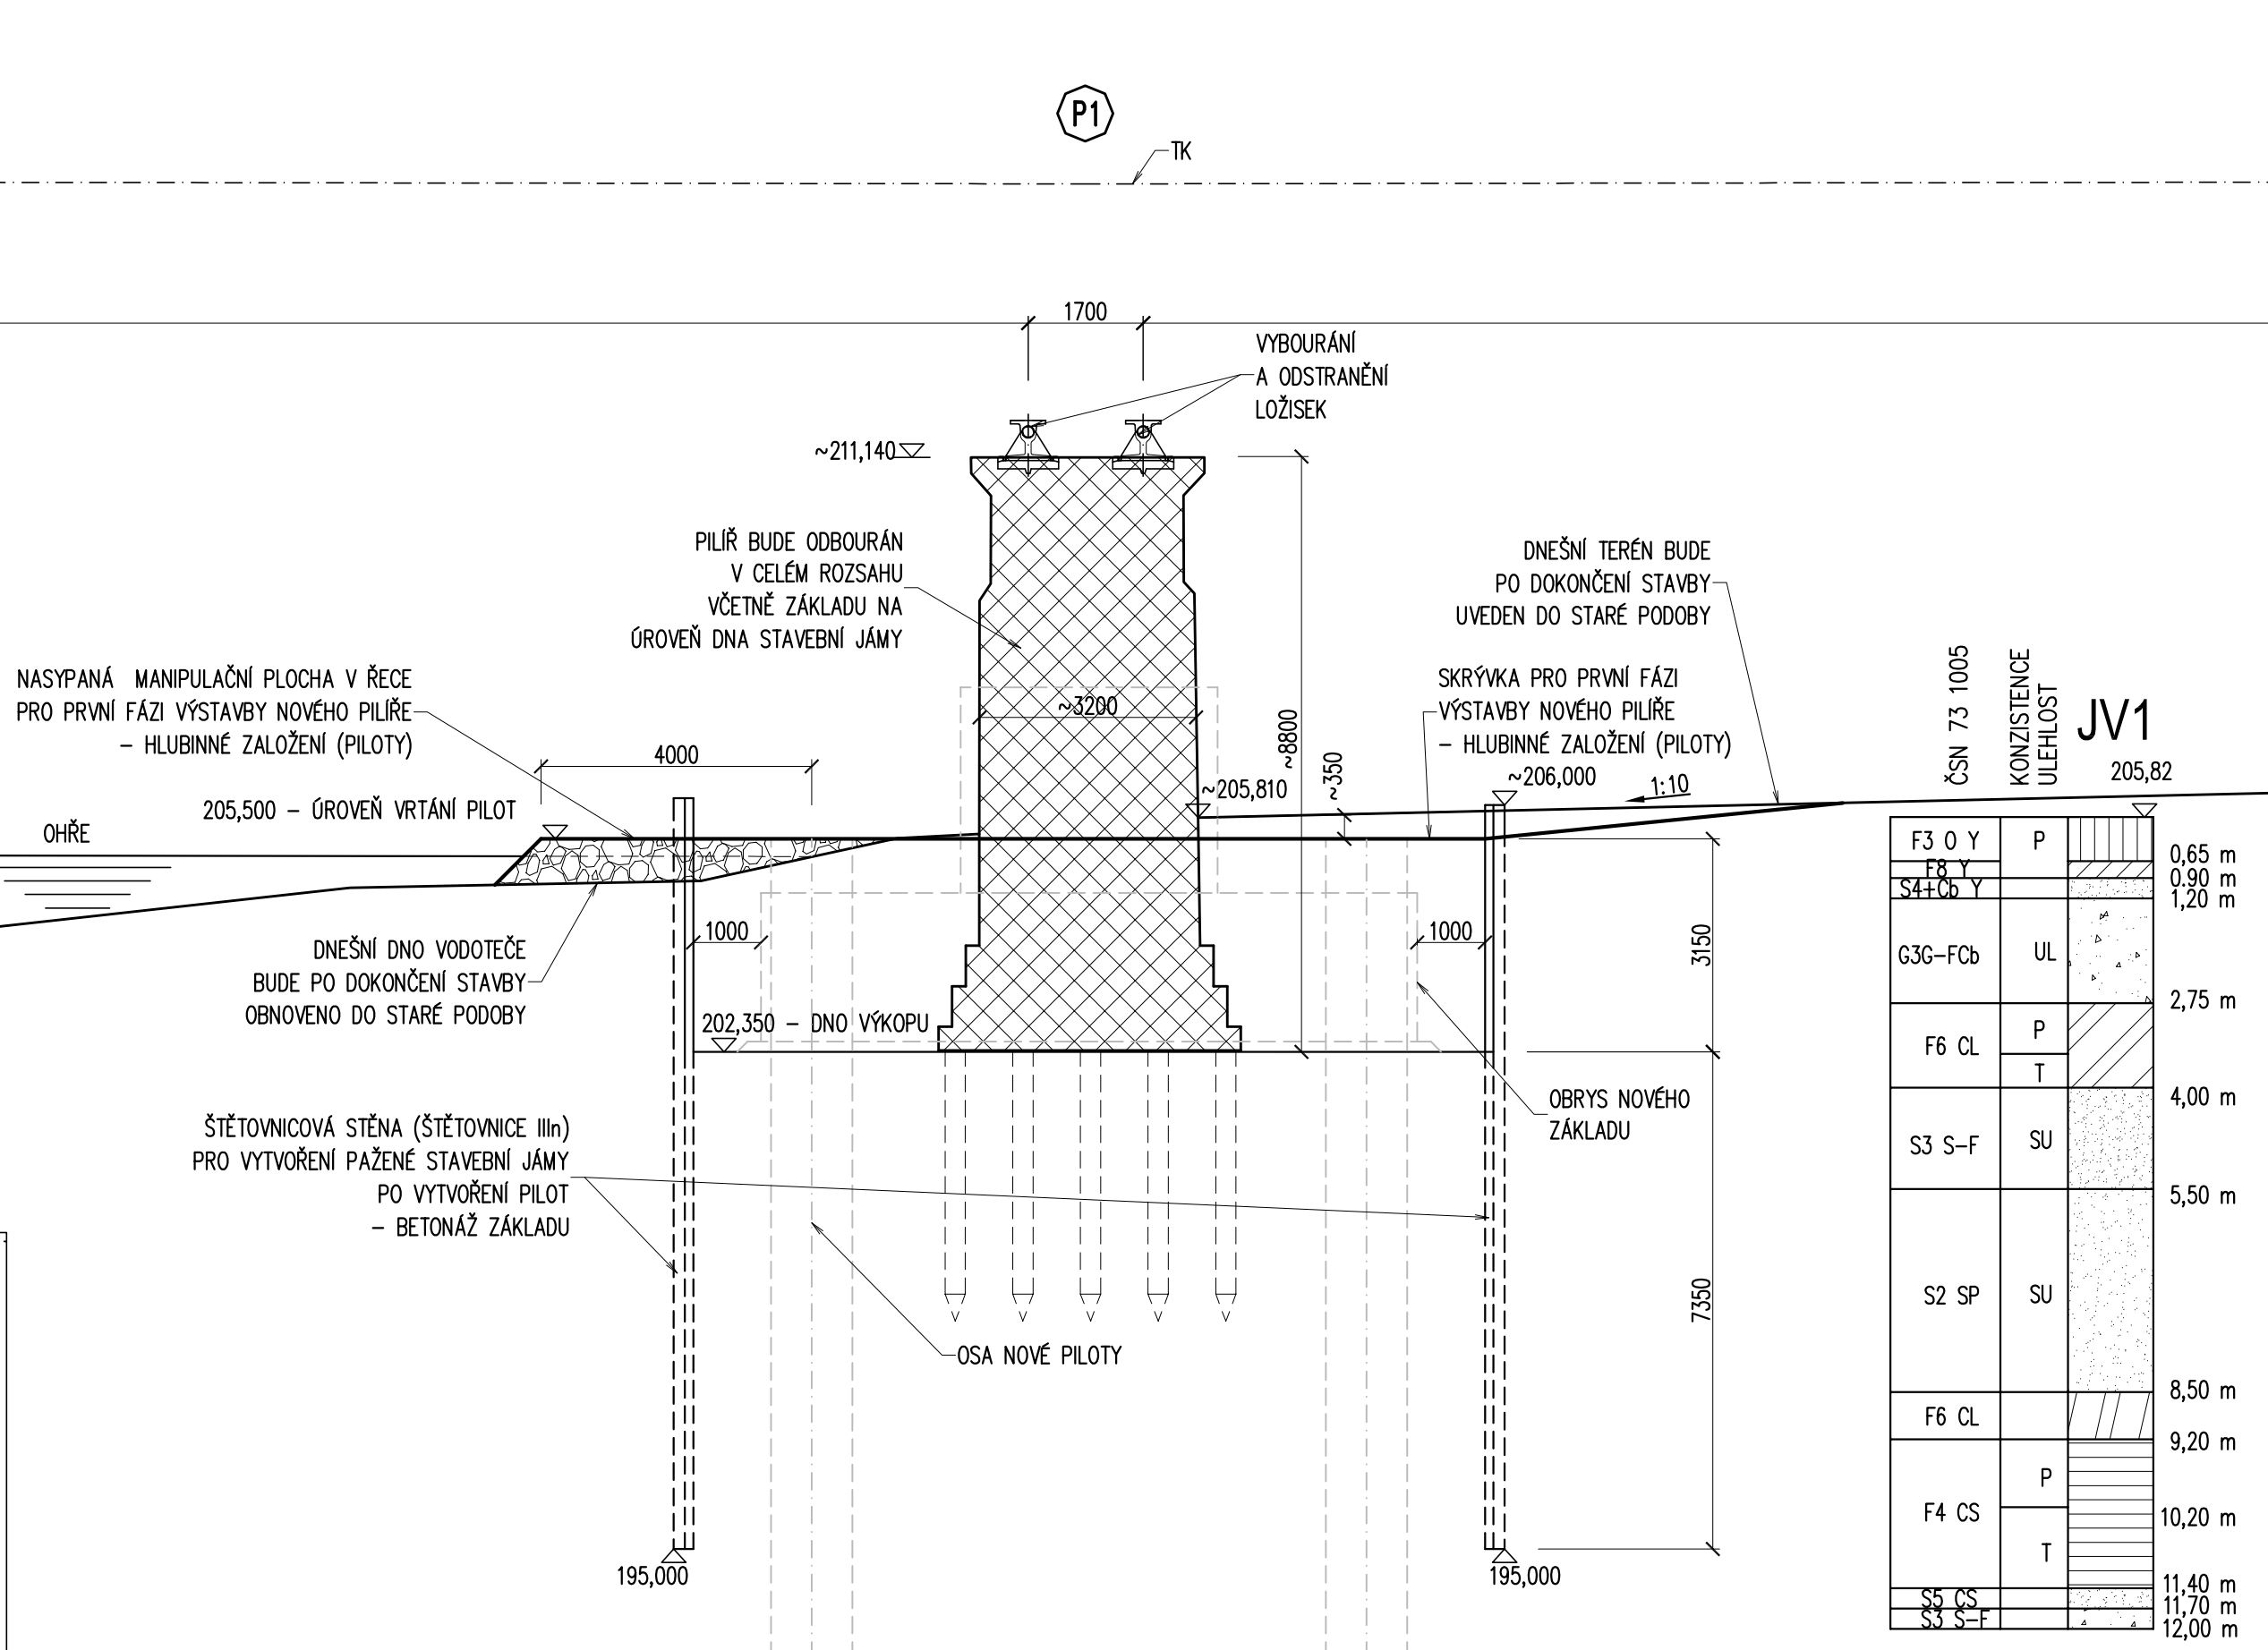 P1
TK
1700
VYBOURÁNÍ
A ODSTRANĚNÍ
LOŽISEK
~211,140
PILÍŘ BUDE ODBOURÁN
V CELÉM ROZSAHU
VČETNĚ ZÁKLADU NA
ÚROVEŇ DNA STAVEBNÍ JÁMY
DNEŠNÍ TERÉN BUDE
PO DOKONČENÍ STAVBY
UVEDEN DO STARÉ PODOBY
NASYPANÁ MANIPULAČNÍ PLOCHA V ŘECE
PRO PRVNÍ FÁZI VÝSTAVBY NOVÉHO PILÍŘE
– HLUBINNÉ ZALOŽENÍ (PILOTY)
SKRÝVKA PRO PRVNÍ FÁZI
VÝSTAVBY NOVÉHO PILÍŘE
– HLUBINNÉ ZALOŽENÍ (PILOTY)
~206,000
1:10
~3200
~8800
~350
4000
~205,810
205,500 – ÚROVEŇ VRTÁNÍ PILOT
OHŘE
1000
1000
3150
DNEŠNÍ DNO VODOTEČE
BUDE PO DOKONČENÍ STAVBY
OBNOVENO DO STARÉ PODOBY
202,350 – DNO VÝKOPU
OBRYS NOVÉHO
ZÁKLADU
ŠTĚTOVNICOVÁ STĚNA (ŠTĚTOVNICE IIIn)
PRO VYTVOŘENÍ PAŽENÉ STAVEBNÍ JÁMY
PO VYTVOŘENÍ PILOT
– BETONÁŽ ZÁKLADU
7350
OSA NOVÉ PILOTY
195,000
195,000
ČSN 73 1005
KONZISTENCE
ULEHLOST
JV1
205,82
F3 O Y
P
0,65 m
F8 Y
0.90 m
S4+Cb Y
1,20 m
G3G–FCb
UL
2,75 m
F6 CL
P
T
4,00 m
S3 S–F
SU
5,50 m
S2 SP
SU
8,50 m
F6 CL
9,20 m
F4 CS
P
10,20 m
T
11,40 m
S5 CS
11,70 m
S3 S–F
12,00 m